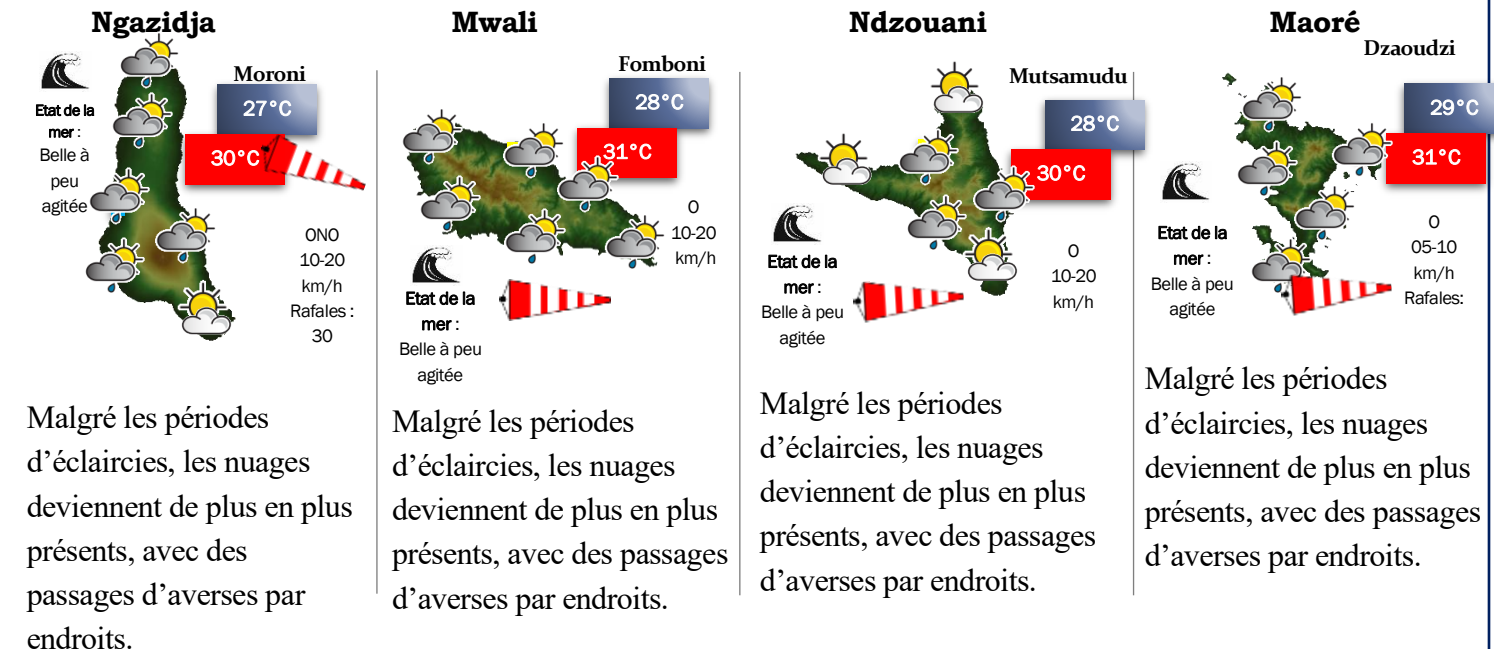 Ngazidja
Moroni
27°C
30°C
Etat de la
mer :
Belle à
peu
agitée
ONO
10-20
km/h
Rafales :
30
Malgré les périodes
d’éclaircies, les nuages
deviennent de plus en plus
présents, avec des
passages d’averses par
endroits.
Mwali
Fomboni
28°C
31°C
O
10-20
km/h
Etat de la
mer :
Belle à peu
agitée
Malgré les périodes
d’éclaircies, les nuages
deviennent de plus en plus
présents, avec des passages
d’averses par endroits.
Ndzouani
Mutsamudu
28°C
30°C
O
10-20
km/h
Etat de la
mer :
Belle à peu
agitée
Malgré les périodes
d’éclaircies, les nuages
deviennent de plus en plus
présents, avec des passages
d’averses par endroits.
Maoré
Dzaoudzi
29°C
31°C
O
05-10
km/h
Rafales:
Etat de la
mer :
Belle à peu
agitée
Malgré les périodes
d’éclaircies, les nuages
deviennent de plus en plus
présents, avec des passages
d’averses par endroits.